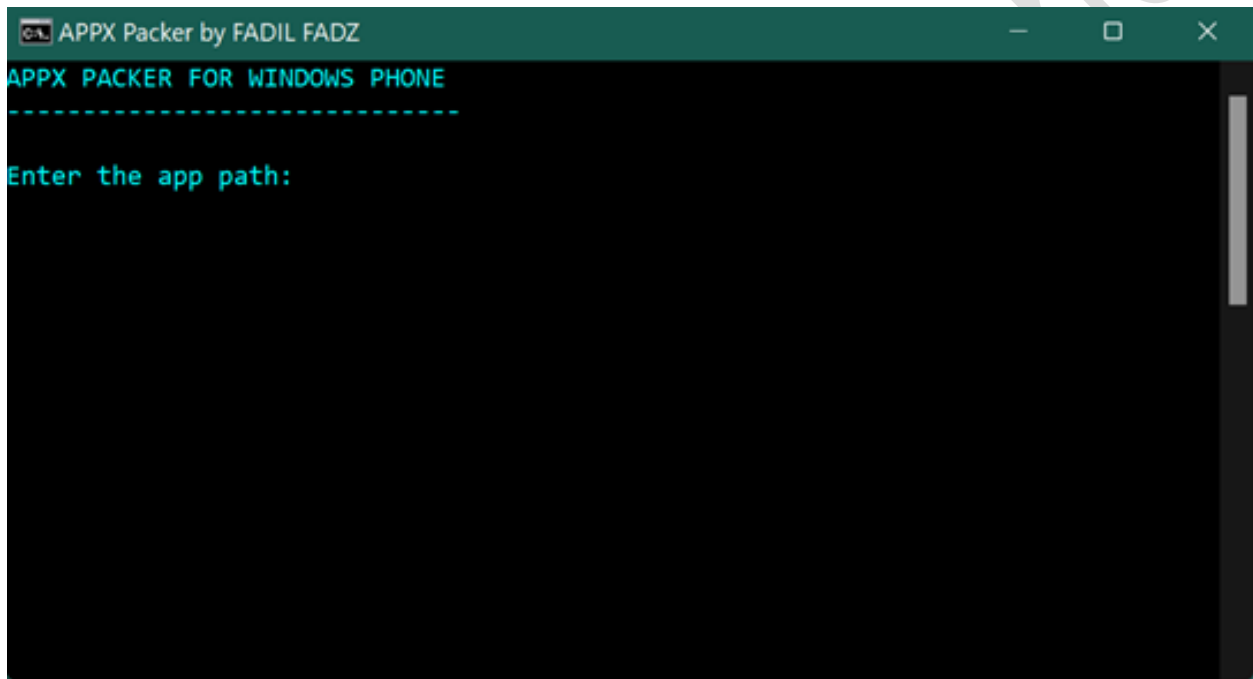 APPX Packer by FADIL FADZ
APPX PACKER FOR WINDOWS PHONE
------------------------------
Enter the app path: